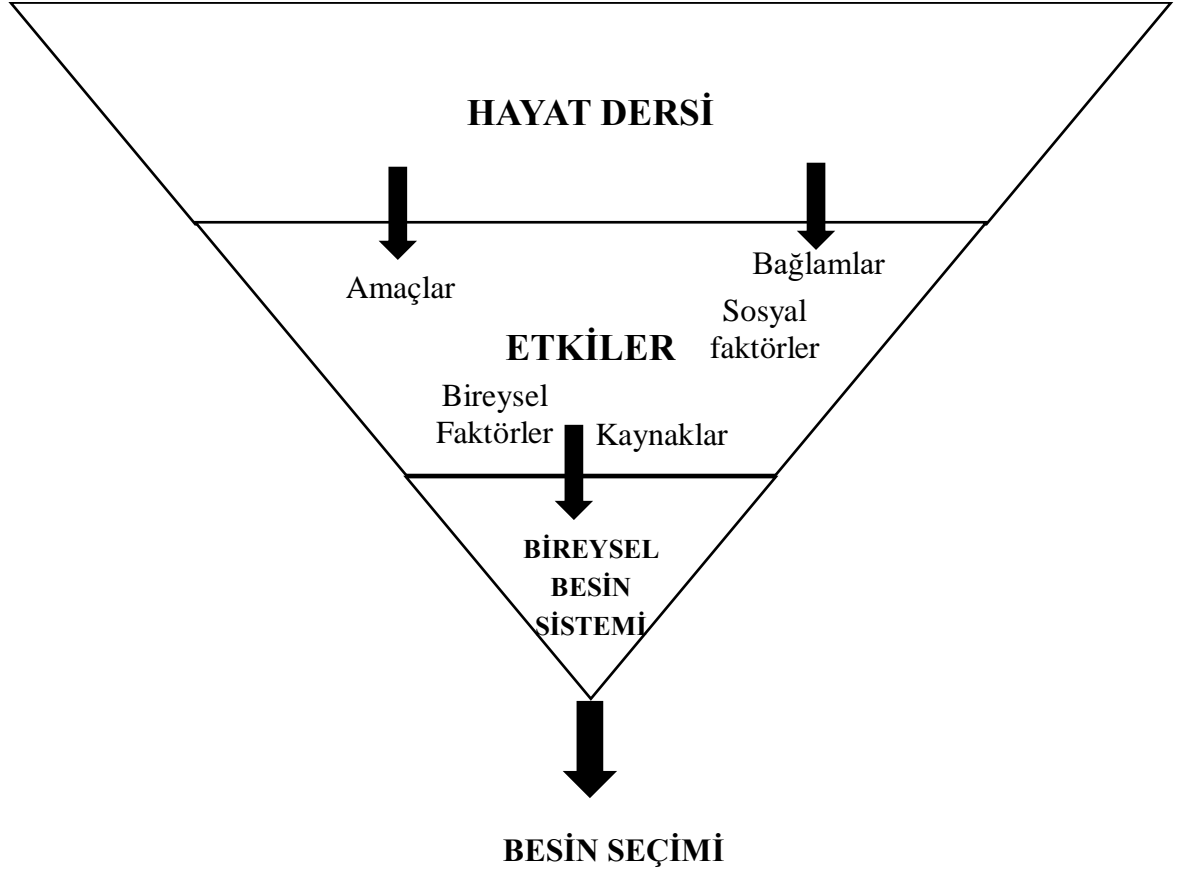 HAYAT DERSİ
Amaçlar
Bağlamlar
Sosyal
faktörler
ETKİLER
Bireysel
Faktörler
Kaynaklar
BİREYSEL
BESİN
SİSTEMİ
BESİN SEÇİMİ